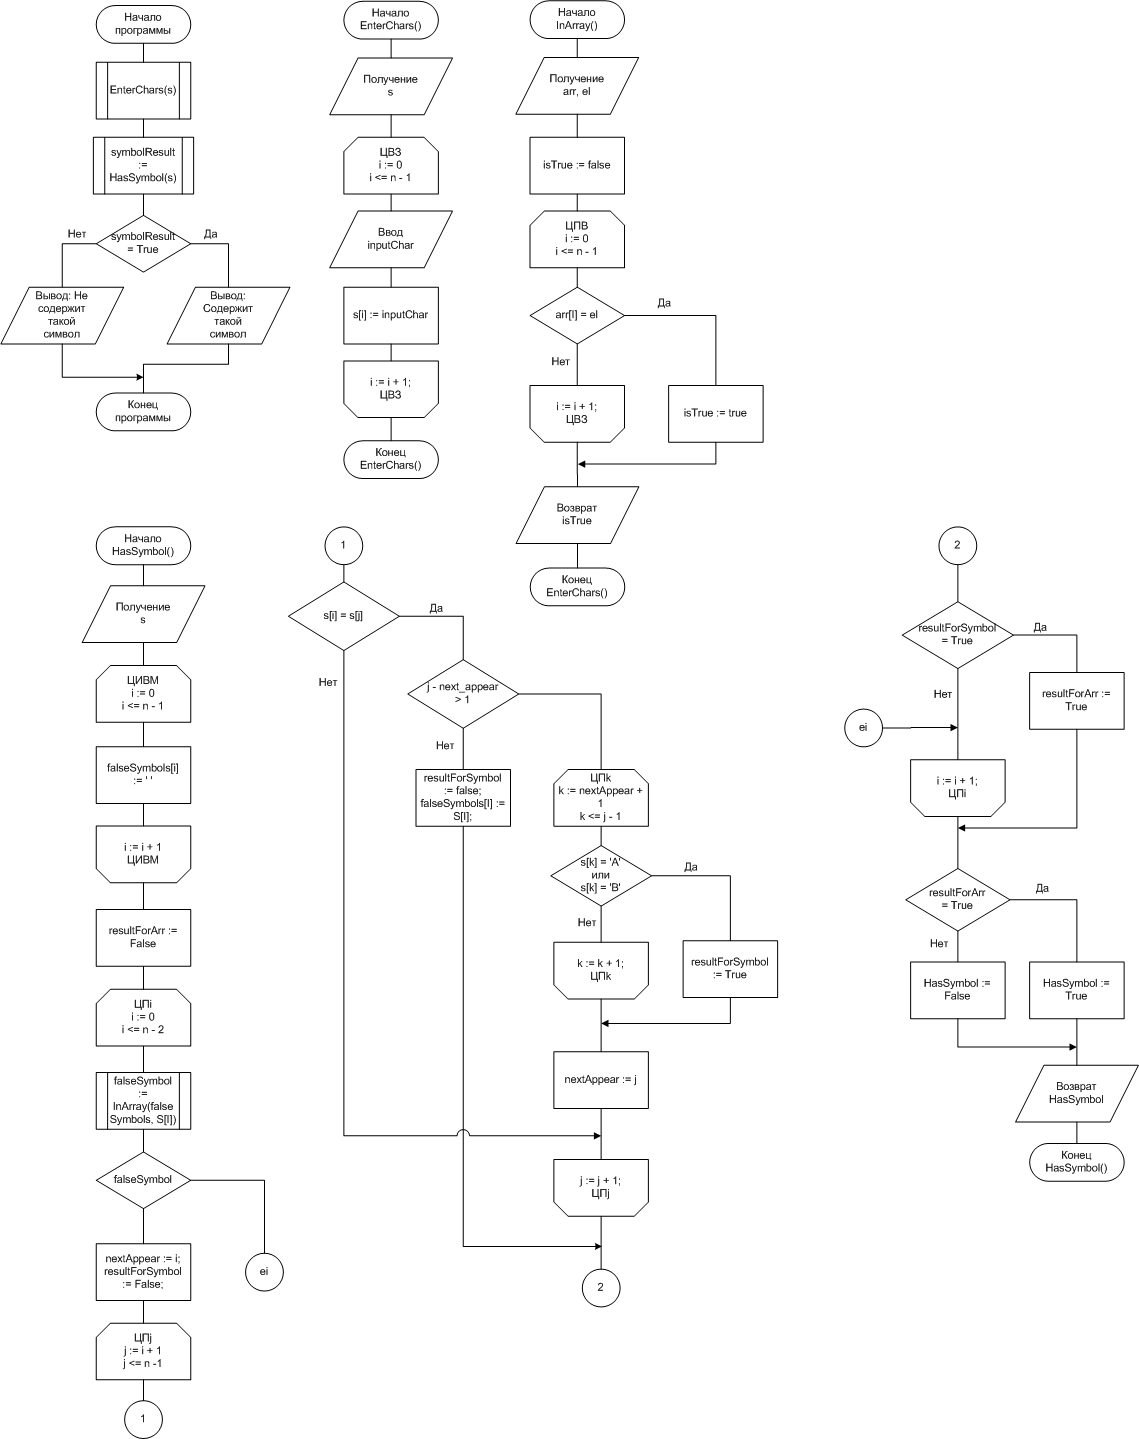 Начало
программы
EnterChars(s)
symbolResult
:=
HasSymbol(s)
symbolResult
= True
Нет
Да
Вывод: Не
содержит
такой
символ
Вывод:
Содержит
такой
символ
Конец
программы
Начало
EnterChars()
Получение
s
ЦВЗ
i := 0
i <= n - 1
Ввод
inputChar
s[i] := inputChar
i := i + 1;
ЦВЗ
Конец
EnterChars()
Начало
InArray()
Получение
arr, el
isTrue := false
ЦПВ
i := 0
i <= n - 1
arr[I] = el
Да
Нет
i := i + 1;
ЦВЗ
isTrue := true
Возврат
isTrue
Конец
EnterChars()
Начало
HasSymbol()
Получение
s
ЦИВМ
i := 0
i <= n - 1
falseSymbols[i]
:= ' '
i := i + 1
ЦИВМ
resultForArr :=
False
ЦПi
i := 0
i <= n - 2
falseSymbol
:=
InArray(false
Symbols, S[I])
falseSymbol
ei
nextAppear := i;
resultForSymbol
:= False;
ЦПj
j := i + 1
j <= n -1
1
1
s[i] = s[j]
Да
Нет
j - next_appear
> 1
Нет
resultForSymbol
:= false;
falseSymbols[I] :=
S[I];
ЦПk
k := nextAppear +
1
k <= j - 1
s[k] = 'A'
или
s[k] = 'B'
Да
Нет
k := k + 1;
ЦПk
resultForSymbol
:= True
nextAppear := j
j := j + 1;
ЦПj
2
2
resultForSymbol
= True
Да
Нет
resultForArr :=
True
ei
i := i + 1;
ЦПi
resultForArr
= True
Да
Нет
HasSymbol :=
False
HasSymbol :=
True
Возврат
HasSymbol
Конец
HasSymbol()